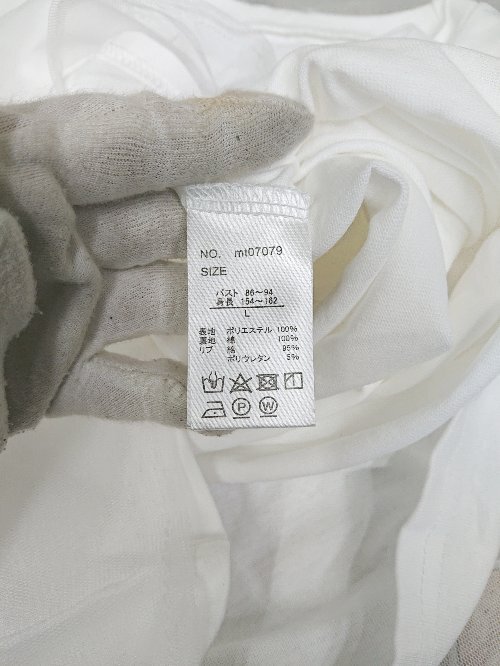 NO. mt07079
SIZE
バスト 86～94
身長 154～162
L
表地 ポリエステル 100%
裏地 綿 100%
リブ 綿 95%
ポリウレタン 5%
P W